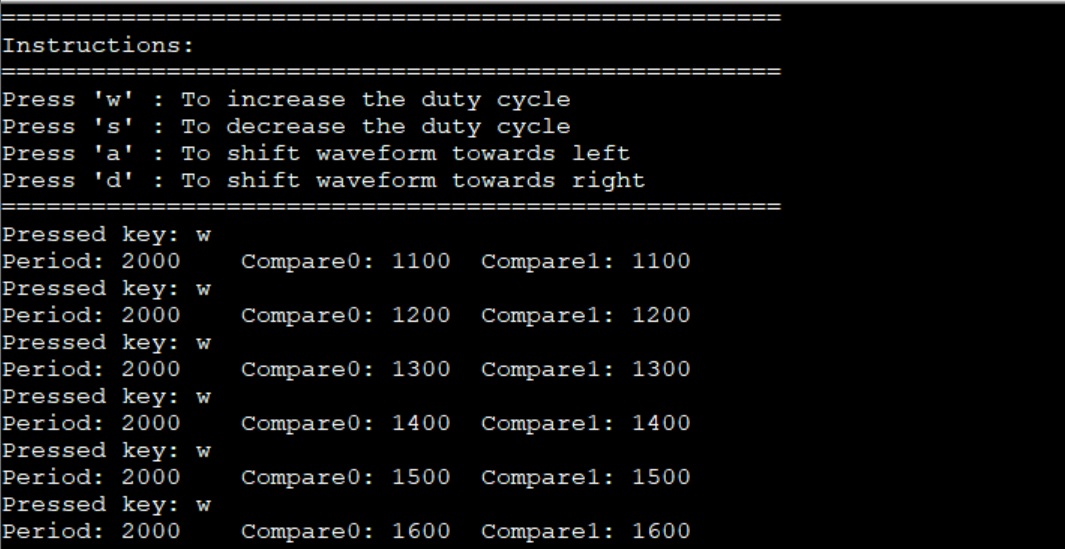 ====================================================
Instructions:
====================================================
Press 'w' : To increase the duty cycle
Press 's' : To decrease the duty cycle
Press 'a' : To shift waveform towards left
Press 'd' : To shift waveform towards right
====================================================
Pressed key: w
Period: 2000    Compare0: 1100  Compare1: 1100
Pressed key: w
Period: 2000    Compare0: 1200  Compare1: 1200
Pressed key: w
Period: 2000    Compare0: 1300  Compare1: 1300
Pressed key: w
Period: 2000    Compare0: 1400  Compare1: 1400
Pressed key: w
Period: 2000    Compare0: 1500  Compare1: 1500
Pressed key: w
Period: 2000    Compare0: 1600  Compare1: 1600